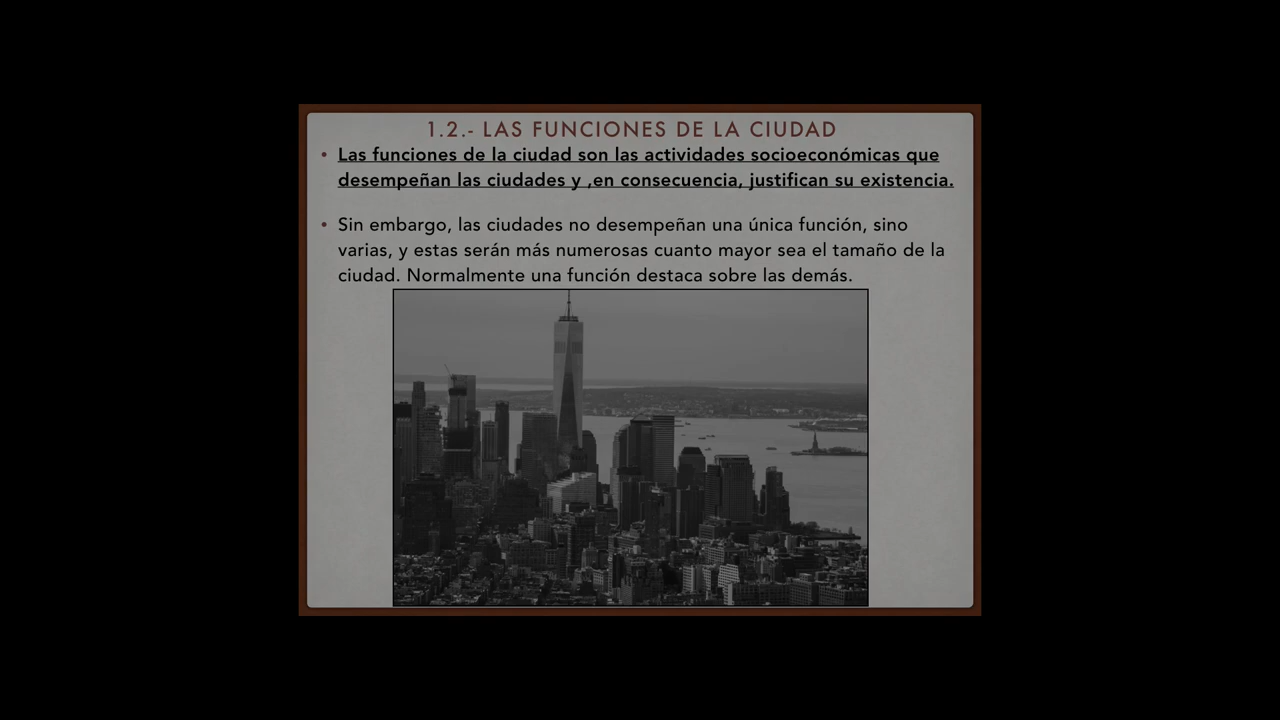 1.2.- LAS FUNCIONES DE LA CIUDAD
• Las funciones de la ciudad son las actividades socioeconómicas que
desempeñan las ciudades y ,en consecuencia, justifican su existencia.
• Sin embargo, las ciudades no desempeñan una única función, sino
varias, y estas serán más numerosas cuanto mayor sea el tamaño de la
ciudad. Normalmente una función destaca sobre las demás.